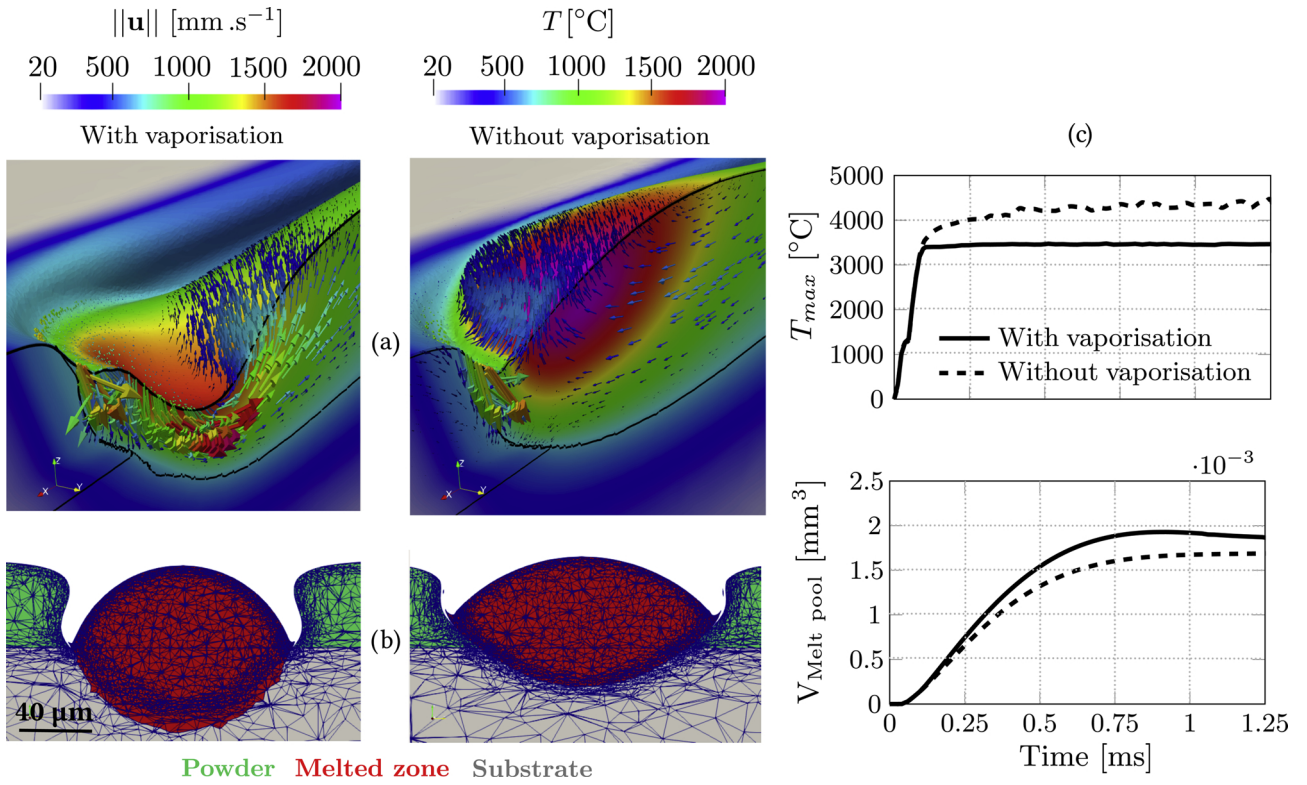 ||u|| [mm.s⁻¹]
20 500 1000 1500 2000
With vaporisation
T [°C]
20 500 1000 1500 2000
Without vaporisation
(a)
Z
X Y
Z
X Y
(b)
40 µm
Powder Melted zone Substrate
(c)
T_max [°C]
5000
4000
3000
2000
1000
0
With vaporisation
Without vaporisation
·10⁻³
V_Melt pool [mm³]
2.5
2
1.5
1
0.5
0
0 0.25 0.5 0.75 1 1.25
Time [ms]